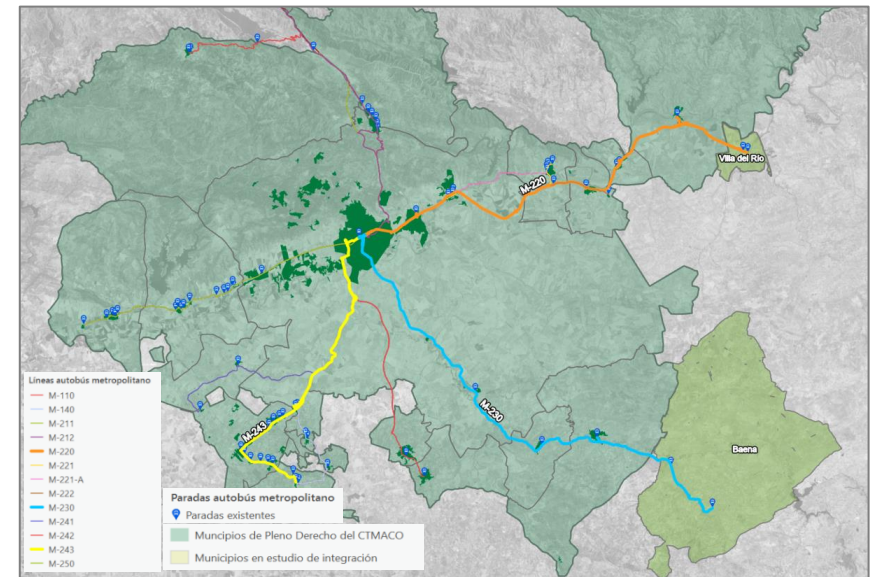 Villa del Río
M-220
M-230
M-243
Baena
Líneas autobús metropolitano
M-110
M-140
M-211
M-212
M-220
M-221
M-221-A
M-222
M-230
M-241
M-242
M-243
M-250
Paradas autobús metropolitano
Paradas existentes
Muncipios de Pleno Derecho del CTMACO
Municipios en estudio de integración